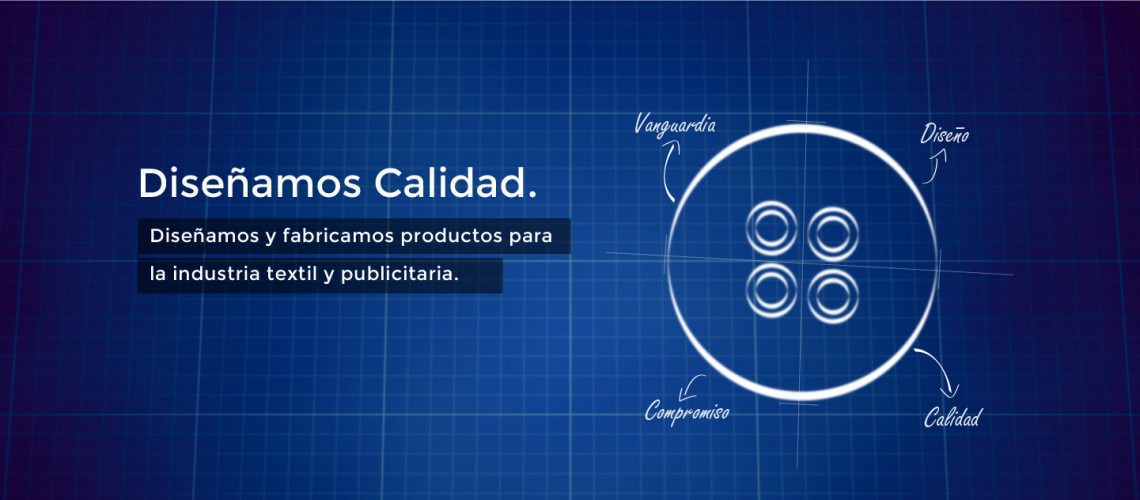 Diseñamos Calidad.
Diseñamos y fabricamos productos para
la industria textil y publicitaria.
Vanguardia
Diseño
Compromiso
Calidad